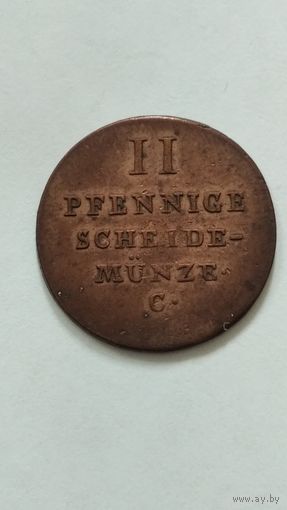 II
PFENNIGE
SCHEIDE-
MÜNZE.
C.
www.ay.by